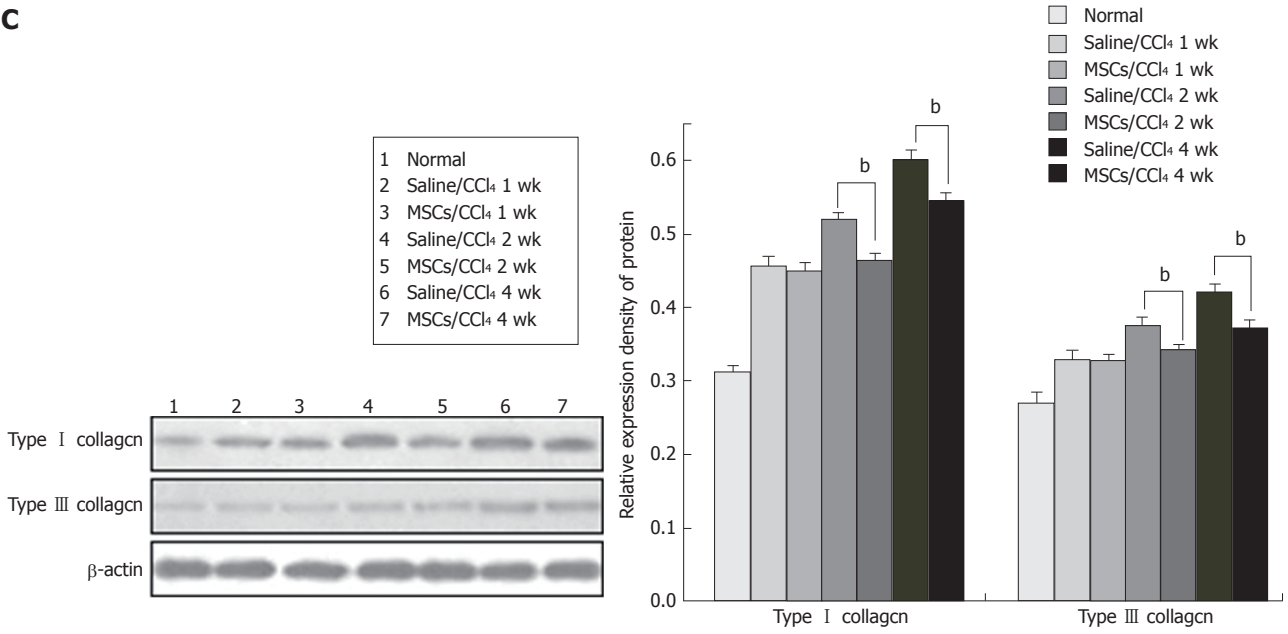 C
1 Normal
2 Saline/CCl₄ 1 wk
3 MSCs/CCl₄ 1 wk
4 Saline/CCl₄ 2 wk
5 MSCs/CCl₄ 2 wk
6 Saline/CCl₄ 4 wk
7 MSCs/CCl₄ 4 wk
1 2 3 4 5 6 7
Type Ⅰ collagcn
Type Ⅲ collagcn
β-actin
Normal
Saline/CCl₄ 1 wk
MSCs/CCl₄ 1 wk
Saline/CCl₄ 2 wk
MSCs/CCl₄ 2 wk
Saline/CCl₄ 4 wk
MSCs/CCl₄ 4 wk
Relative expression density of protein
0.6
0.5
0.4
0.3
0.2
0.1
0.0
b
b
b
b
Type Ⅰ collagcn
Type Ⅲ collagcn